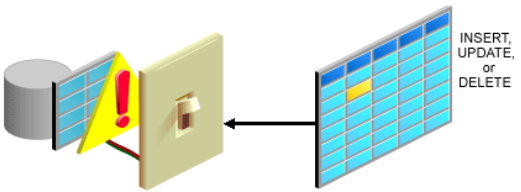 INSERT,
UPDATE,
or
DELETE